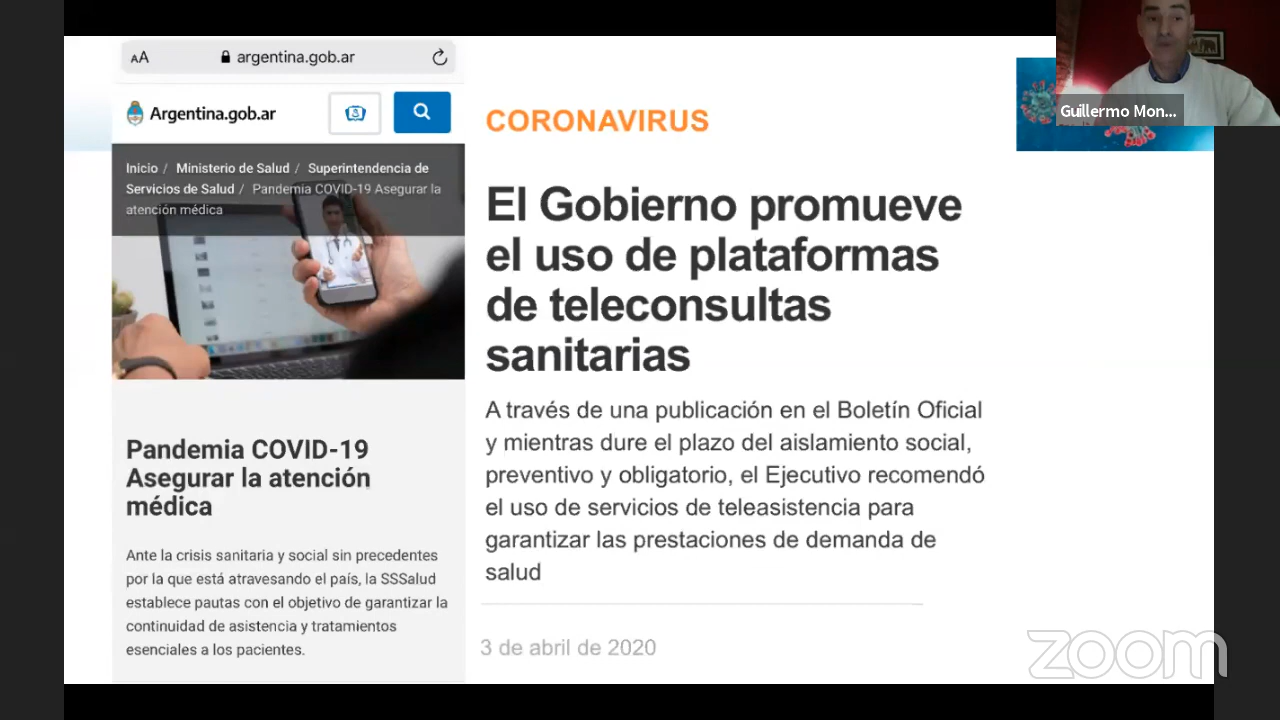 AA argentina.gob.ar
Argentina.gob.ar
Inicio / Ministerio de Salud / Superintendencia de
Servicios de Salud / Pandemia COVID-19 Asegurar la
atención médica
Pandemia COVID-19
Asegurar la atención
médica
Ante la crisis sanitaria y social sin precedentes
por la que está atravesando el país, la SSSalud
establece pautas con el objetivo de garantizar la
continuidad de asistencia y tratamientos
esenciales a los pacientes.
CORONAVIRUS
El Gobierno promueve
el uso de plataformas
de teleconsultas
sanitarias
A través de una publicación en el Boletín Oficial
y mientras dure el plazo del aislamiento social,
preventivo y obligatorio, el Ejecutivo recomendó
el uso de servicios de teleasistencia para
garantizar las prestaciones de demanda de
salud
3 de abril de 2020
Guillermo Mon...
zoom